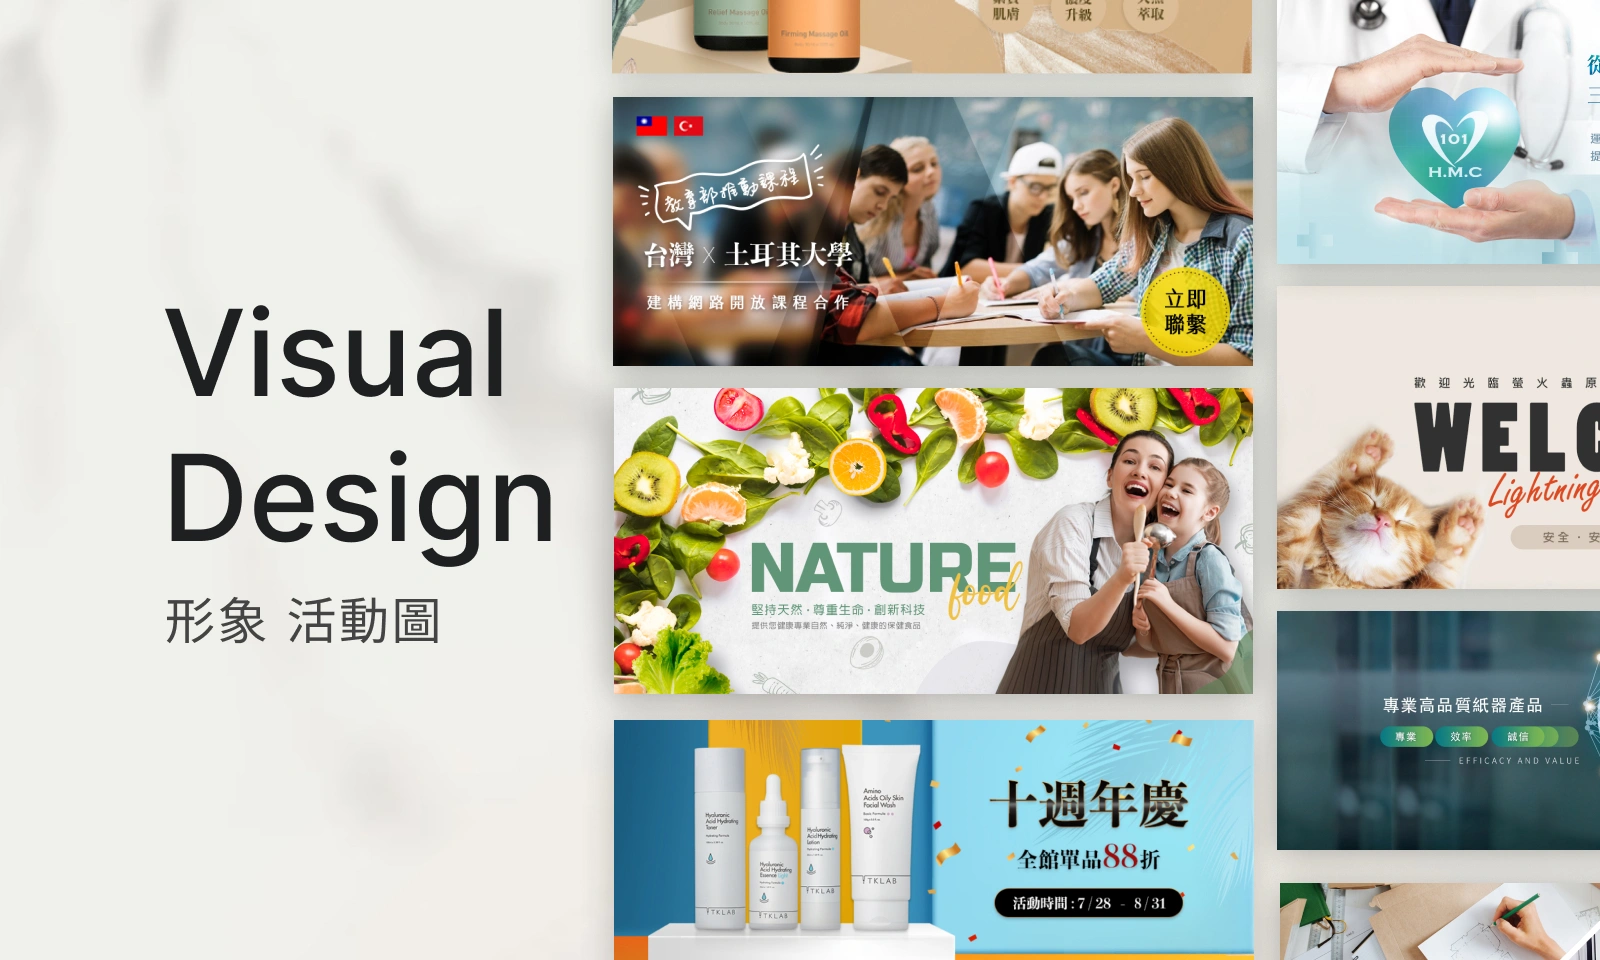 Visual
Design
形象 活動圖
Relief Massage Oil
Firming Massage Oil
肌膚
升級
萃取
教育部推動課程
台灣 X 土耳其大學
建構網路開放課程合作
立即
聯繫
NATURE
food
堅持天然 · 尊重生命 · 創新科技
提供您健康專業自然、純淨、健康的保健食品
Hyaluronic
Acid Hydrating
Toner
TKLAB
Hyaluronic
Acid Hydrating
Essence Light
TKLAB
Hyaluronic
Acid Hydrating
Lotion
TKLAB
Amino
Acids Oily Skin
Facial Wash
TKLAB
十週年慶
全館單品88折
活動時間 : 7 / 28 - 8 / 31
從
三
101
H.M.C
歡迎光臨螢火蟲原
WELC
Lightning
安全 · 安
專業高品質紙器產品
專業 效率 誠信
EFFICACY AND VALUE